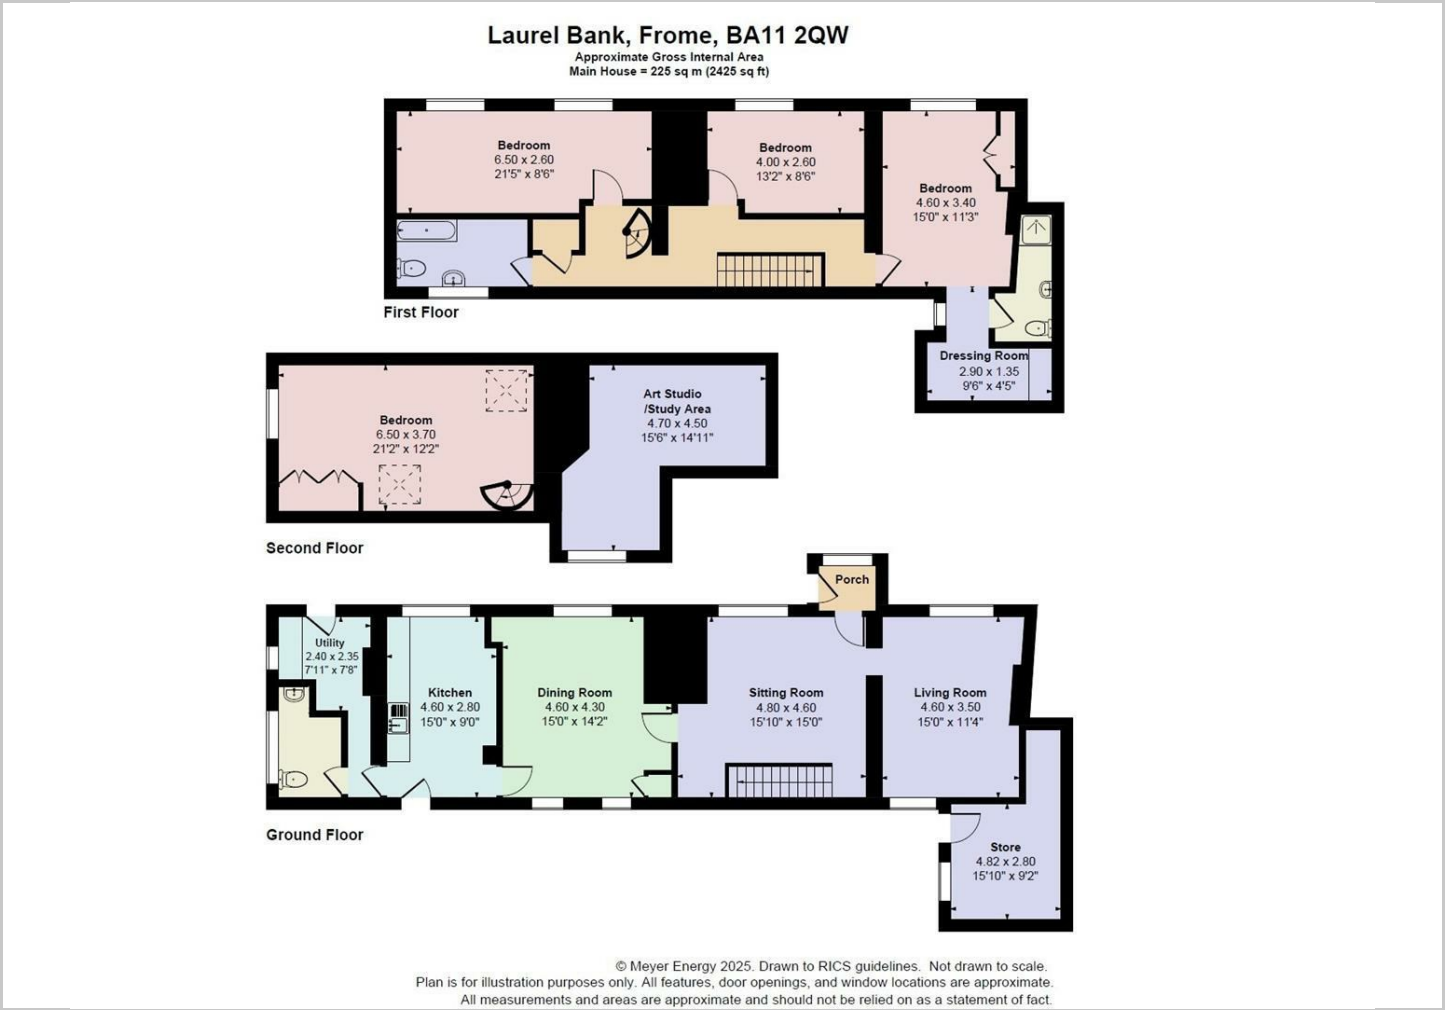 Laurel Bank, Frome, BA11 2QW
Approximate Gross Internal Area
Main House = 225 sq m (2425 sq ft)
Bedroom
6.50 x 2.60
21'5" x 8'6"
Bedroom
4.00 x 2.60
13'2" x 8'6"
Bedroom
4.60 x 3.40
15'0" x 11'3"
First Floor
Dressing Room
2.90 x 1.35
9'6" x 4'5"
Bedroom
6.50 x 3.70
21'2" x 12'2"
Art Studio
/Study Area
4.70 x 4.50
15'6" x 14'11"
Second Floor
Porch
Utility
2.40 x 2.35
7'11" x 7'8"
Kitchen
4.60 x 2.80
15'0" x 9'0"
Dining Room
4.60 x 4.30
15'0" x 14'2"
Sitting Room
4.80 x 4.60
15'10" x 15'0"
Living Room
4.60 x 3.50
15'0" x 11'4"
Ground Floor
Store
4.82 x 2.80
15'10" x 9'2"
© Meyer Energy 2025. Drawn to RICS guidelines. Not drawn to scale.
Plan is for illustration purposes only. All features, door openings, and window locations are approximate.
All measurements and areas are approximate and should not be relied on as a statement of fact.